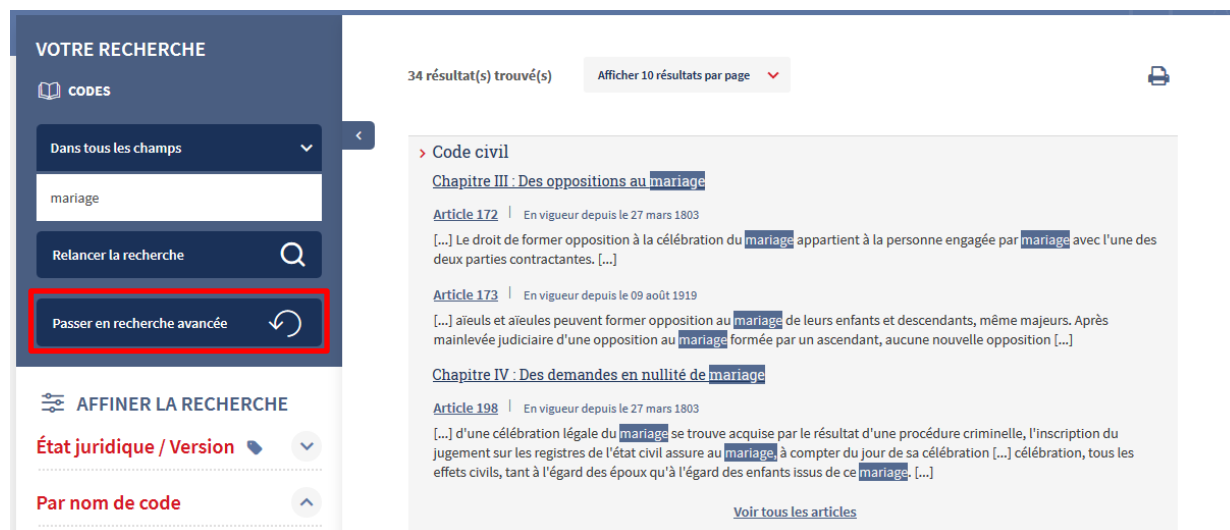 VOTRE RECHERCHE
CODES
Dans tous les champs
mariage
Relancer la recherche
Passer en recherche avancée
AFFINER LA RECHERCHE
État juridique / Version
Par nom de code
34 résultat(s) trouvé(s)
Afficher 10 résultats par page
Code civil
Chapitre III : Des oppositions au mariage
Article 172 | En vigueur depuis le 27 mars 1803
[...] Le droit de former opposition à la célébration du mariage appartient à la personne engagée par mariage avec l'une des
deux parties contractantes. [...]
Article 173 | En vigueur depuis le 09 août 1919
[...] aïeuls et aïeules peuvent former opposition au mariage de leurs enfants et descendants, même majeurs. Après
mainlevée judiciaire d'une opposition au mariage formée par un ascendant, aucune nouvelle opposition [...]
Chapitre IV : Des demandes en nullité de mariage
Article 198 | En vigueur depuis le 27 mars 1803
[...] d'une célébration légale du mariage se trouve acquise par le résultat d'une procédure criminelle, l'inscription du
jugement sur les registres de l'état civil assure au mariage, à compter du jour de sa célébration [...] célébration, tous les
effets civils, tant à l'égard des époux qu'à l'égard des enfants issus de ce mariage. [...]
Voir tous les articles